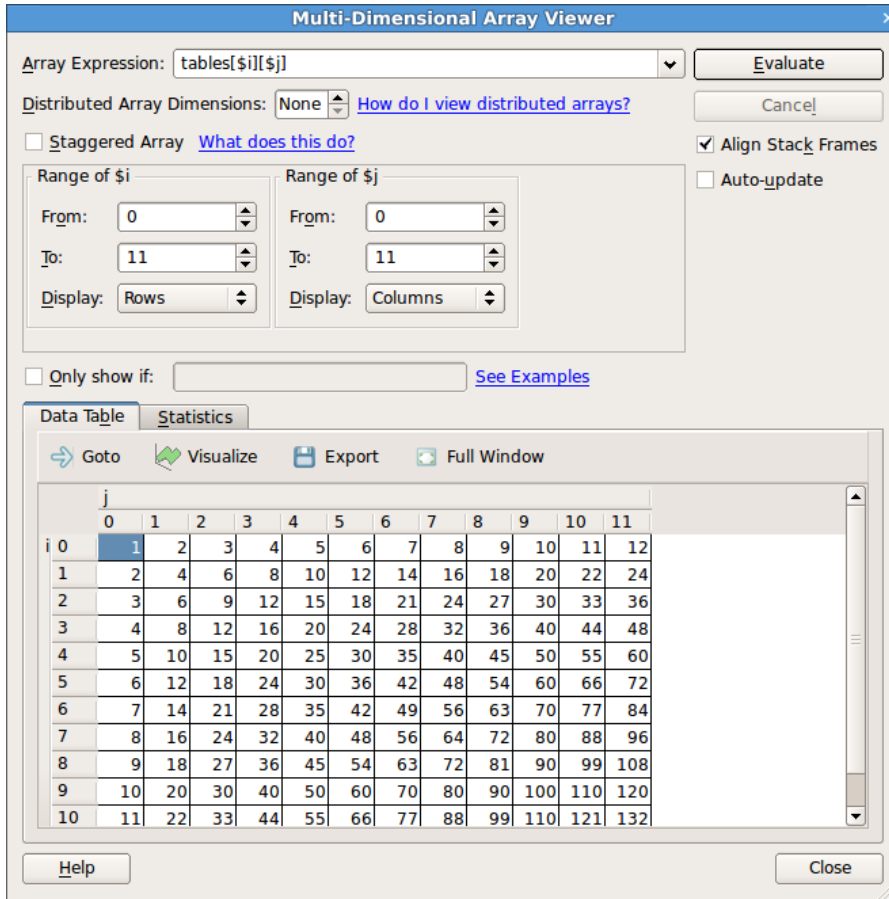 Multi-Dimensional Array Viewer
Array Expression: tables[$i][$j] Evaluate
Distributed Array Dimensions: None How do I view distributed arrays? Cancel
Staggered Array What does this do? Align Stack Frames
Range of $i Range of $j Auto-update
From: 0 From: 0
To: 11 To: 11
Display: Rows Display: Columns
Only show if: See Examples
Data Table Statistics
Goto Visualize Export Full Window
j
0 1 2 3 4 5 6 7 8 9 10 11
i 0 1 2 3 4 5 6 7 8 9 10 11 12
1 2 4 6 8 10 12 14 16 18 20 22 24
2 3 6 9 12 15 18 21 24 27 30 33 36
3 4 8 12 16 20 24 28 32 36 40 44 48
4 5 10 15 20 25 30 35 40 45 50 55 60
5 6 12 18 24 30 36 42 48 54 60 66 72
6 7 14 21 28 35 42 49 56 63 70 77 84
7 8 16 24 32 40 48 56 64 72 80 88 96
8 9 18 27 36 45 54 63 72 81 90 99 108
9 10 20 30 40 50 60 70 80 90 100 110 120
10 11 22 33 44 55 66 77 88 99 110 121 132
Help Close